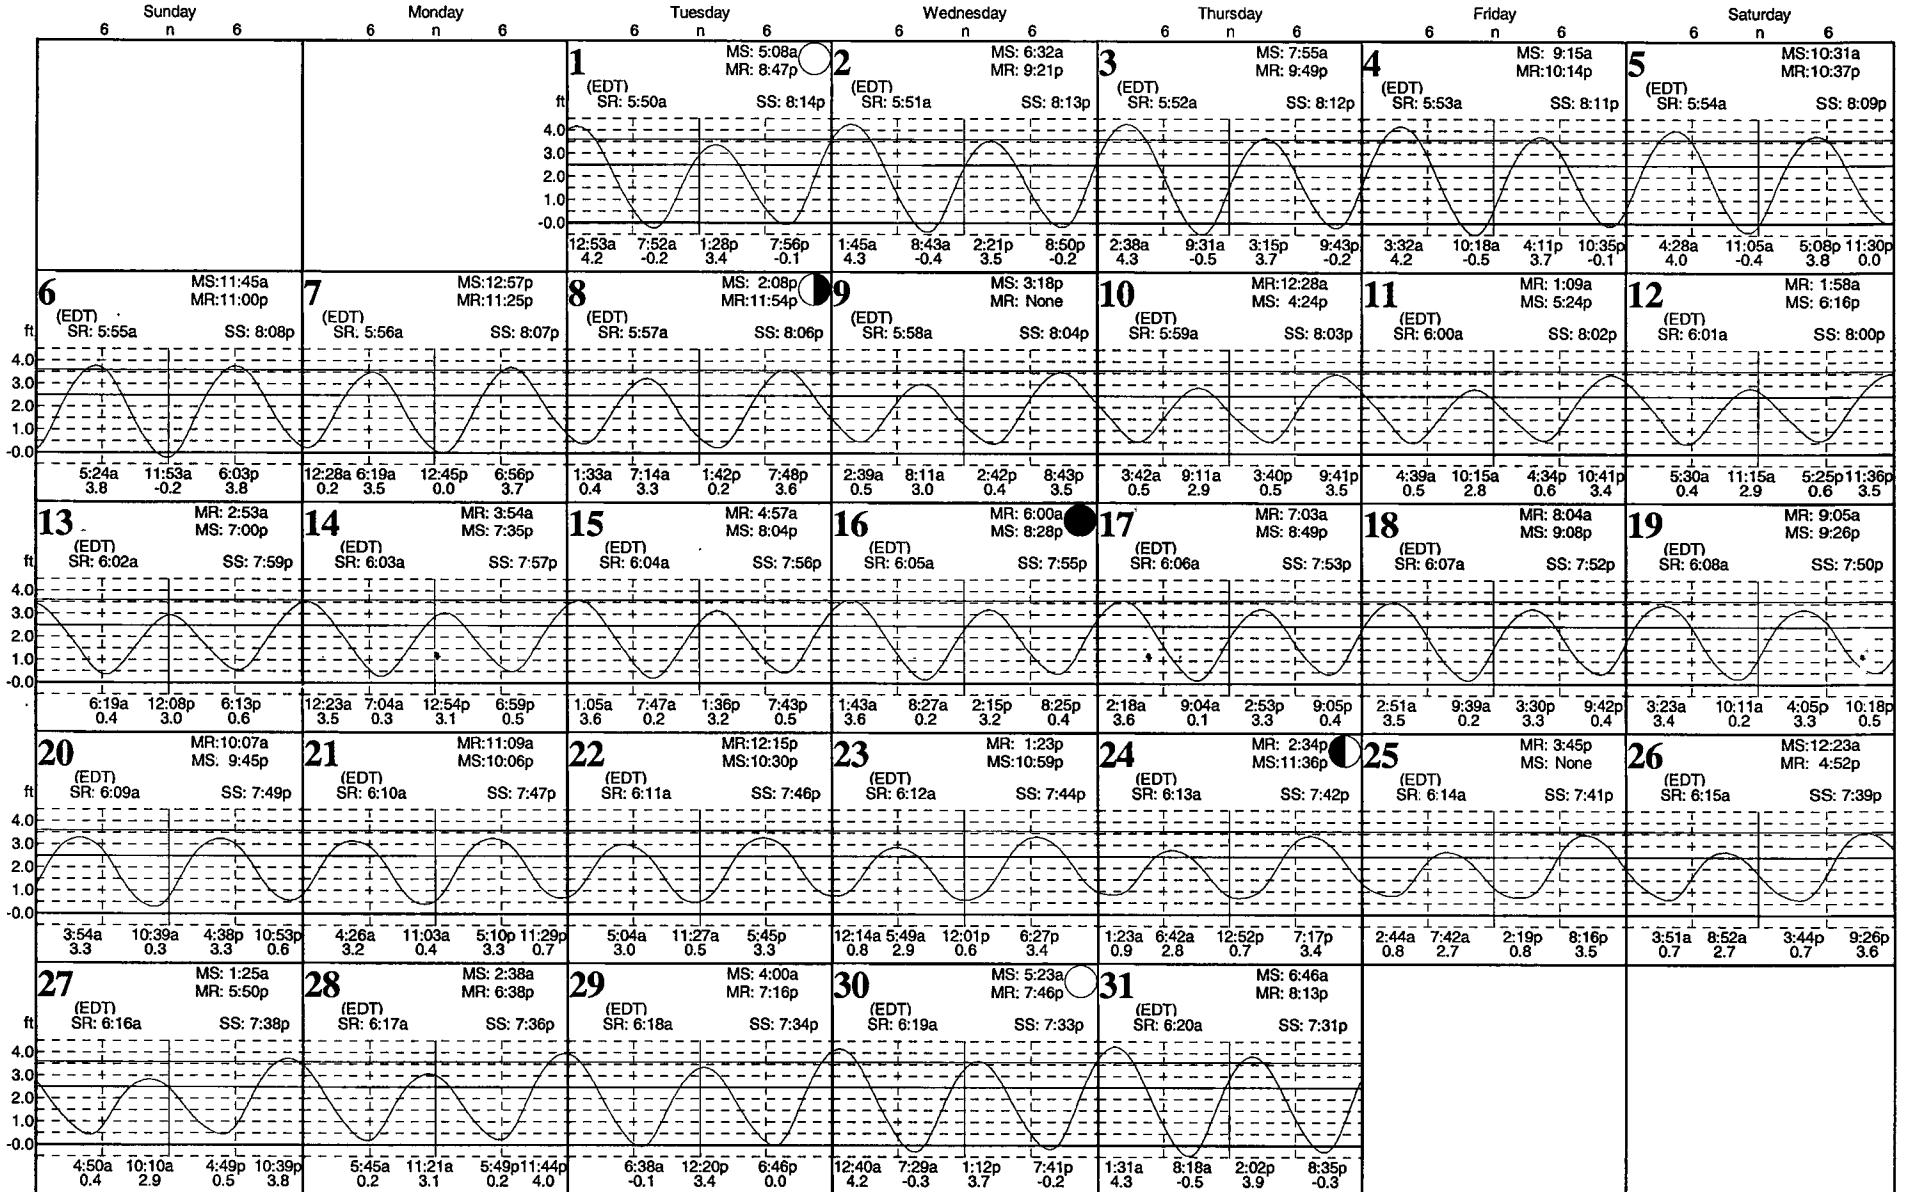 Sunday Monday Tuesday Wednesday Thursday Friday Saturday
6 n 6 6 n 6 6 n 6 6 n 6 6 n 6 6 n 6 6 n 6
1 MS: 5:08a 2 MS: 6:32a 3 MS: 7:55a 4 MS: 9:15a 5 MS:10:31a
MR: 8:47p MR: 9:21p MR: 9:49p MR:10:14p MR:10:37p
(EDT) (EDT) (EDT) (EDT) (EDT)
ft SR: 5:50a SS: 8:14p SR: 5:51a SS: 8:13p SR: 5:52a SS: 8:12p SR: 5:53a SS: 8:11p SR: 5:54a SS: 8:09p
4.0
3.0
2.0
1.0
-0.0
12:53a 7:52a 1:28p 7:56p 1:45a 8:43a 2:21p 8:50p 2:38a 9:31a 3:15p 9:43p 3:32a 10:18a 4:11p 10:35p 4:28a 11:05a 5:08p 11:30p
4.2 -0.2 3.4 -0.1 4.3 -0.4 3.5 -0.2 4.3 -0.5 3.7 -0.2 4.2 -0.5 3.7 -0.1 4.0 -0.4 3.8 0.0
6 MS:11:45a 7 MS:12:57p 8 MS: 2:08p 9 MS: 3:18p 10 MR:12:28a 11 MR: 1:09a 12 MR: 1:58a
MR:11:00p MR:11:25p MR:11:54p MR: None MS: 4:24p MS: 5:24p MS: 6:16p
(EDT) (EDT) (EDT) (EDT) (EDT) (EDT) (EDT)
ft SR: 5:55a SS: 8:08p SR: 5:56a SS: 8:07p SR: 5:57a SS: 8:06p SR: 5:58a SS: 8:04p SR: 5:59a SS: 8:03p SR: 6:00a SS: 8:02p SR: 6:01a SS: 8:00p
4.0
3.0
2.0
1.0
-0.0
5:24a 11:53a 6:03p 12:28a 6:19a 12:45p 6:56p 1:33a 7:14a 1:42p 7:48p 2:39a 8:11a 2:42p 8:43p 3:42a 9:11a 3:40p 9:41p 4:39a 10:15a 4:34p 10:41p 5:30a 11:15a 5:25p 11:36p
3.8 -0.2 3.8 0.2 3.5 0.0 3.7 0.4 3.3 0.2 3.6 0.5 3.0 0.4 3.5 0.5 2.9 0.5 3.5 0.5 2.8 0.6 3.4 0.4 2.9 0.6 3.5
13 MR: 2:53a 14 MR: 3:54a 15 MR: 4:57a 16 MR: 6:00a 17 MR: 7:03a 18 MR: 8:04a 19 MR: 9:05a
MS: 7:00p MS: 7:35p MS: 8:04p MS: 8:28p MS: 8:49p MS: 9:08p MS: 9:26p
(EDT) (EDT) (EDT) (EDT) (EDT) (EDT) (EDT)
ft SR: 6:02a SS: 7:59p SR: 6:03a SS: 7:57p SR: 6:04a SS: 7:56p SR: 6:05a SS: 7:55p SR: 6:06a SS: 7:53p SR: 6:07a SS: 7:52p SR: 6:08a SS: 7:50p
4.0
3.0
2.0
1.0
-0.0
6:19a 12:08p 6:13p 12:23a 7:04a 12:54p 6:59p 1:05a 7:47a 1:36p 7:43p 1:43a 8:27a 2:15p 8:25p 2:18a 9:04a 2:53p 9:05p 2:51a 9:39a 3:30p 9:42p 3:23a 10:11a 4:05p 10:18p
0.4 3.0 0.6 3.5 0.3 3.1 0.5 3.6 0.2 3.2 0.5 3.6 0.2 3.2 0.4 3.6 0.1 3.3 0.4 3.5 0.2 3.3 0.4 3.4 0.2 3.3 0.5
20 MR:10:07a 21 MR:11:09a 22 MR:12:15p 23 MR: 1:23p 24 MR: 2:34p 25 MR: 3:45p 26 MS:12:23a
MS: 9:45p MS:10:06p MS:10:30p MS:10:59p MS:11:36p MS: None MR: 4:52p
(EDT) (EDT) (EDT) (EDT) (EDT) (EDT) (EDT)
ft SR: 6:09a SS: 7:49p SR: 6:10a SS: 7:47p SR: 6:11a SS: 7:46p SR: 6:12a SS: 7:44p SR: 6:13a SS: 7:42p SR: 6:14a SS: 7:41p SR: 6:15a SS: 7:39p
4.0
3.0
2.0
1.0
-0.0
3:54a 10:39a 4:38p 10:53p 4:26a 11:03a 5:10p 11:29p 5:04a 11:27a 5:45p 12:14a 5:49a 12:01p 6:27p 1:23a 6:42a 12:52p 7:17p 2:44a 7:42a 2:19p 8:16p 3:51a 8:52a 3:44p 9:26p
3.3 0.3 3.3 0.6 3.2 0.4 3.3 0.7 3.0 0.5 3.3 0.8 2.9 0.6 3.4 0.9 2.8 0.7 3.4 0.8 2.7 0.8 3.5 0.7 2.7 0.7 3.6
27 MS: 1:25a 28 MS: 2:38a 29 MS: 4:00a 30 MS: 5:23a 31 MS: 6:46a
MR: 5:50p MR: 6:38p MR: 7:16p MR: 7:46p MR: 8:13p
(EDT) (EDT) (EDT) (EDT) (EDT)
ft SR: 6:16a SS: 7:38p SR: 6:17a SS: 7:36p SR: 6:18a SS: 7:34p SR: 6:19a SS: 7:33p SR: 6:20a SS: 7:31p
4.0
3.0
2.0
1.0
-0.0
4:50a 10:10a 4:49p 10:39p 5:45a 11:21a 5:49p 11:44p 6:38a 12:20p 6:46p 12:40a 7:29a 1:12p 7:41p 1:31a 8:18a 2:02p 8:35p
0.4 2.9 0.5 3.8 0.2 3.1 0.2 4.0 -0.1 3.4 0.0 4.2 -0.3 3.7 -0.2 4.3 -0.5 3.9 -0.3